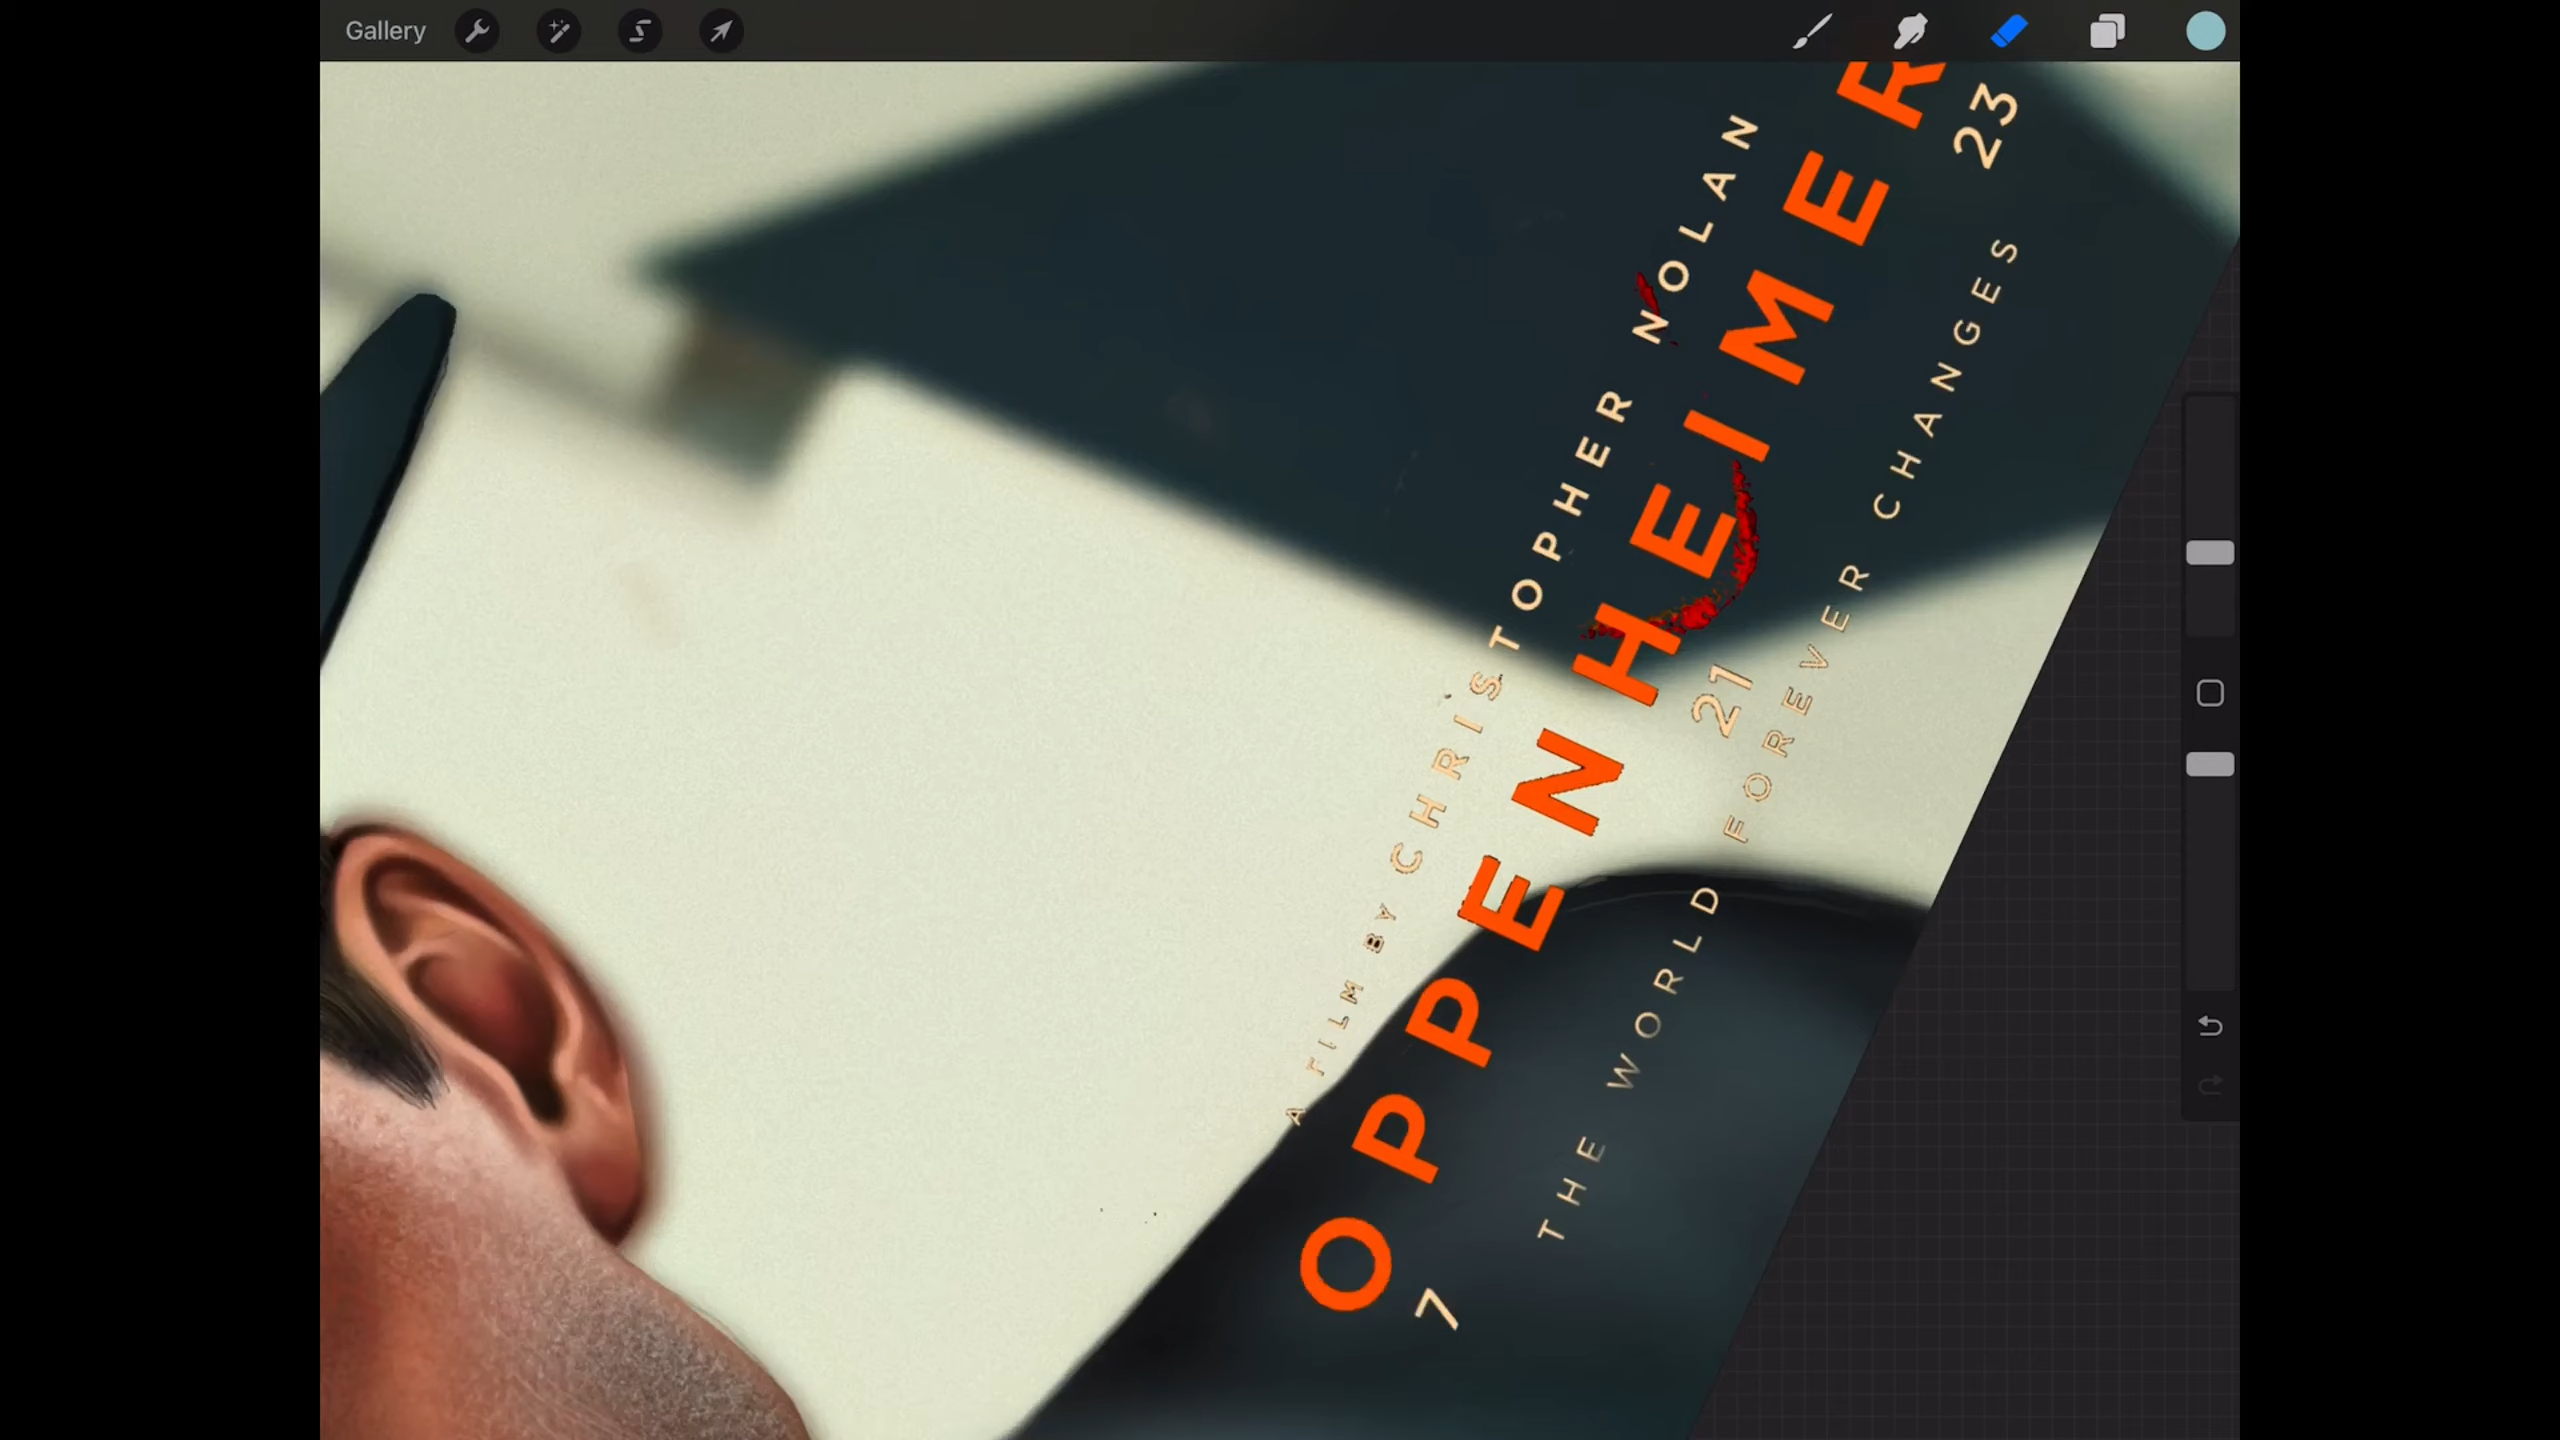 Gallery
A FILM BY CHRISTOPHER NOLAN
OPPENHEIMER
7 21 23
THE WORLD FOREVER CHANGES